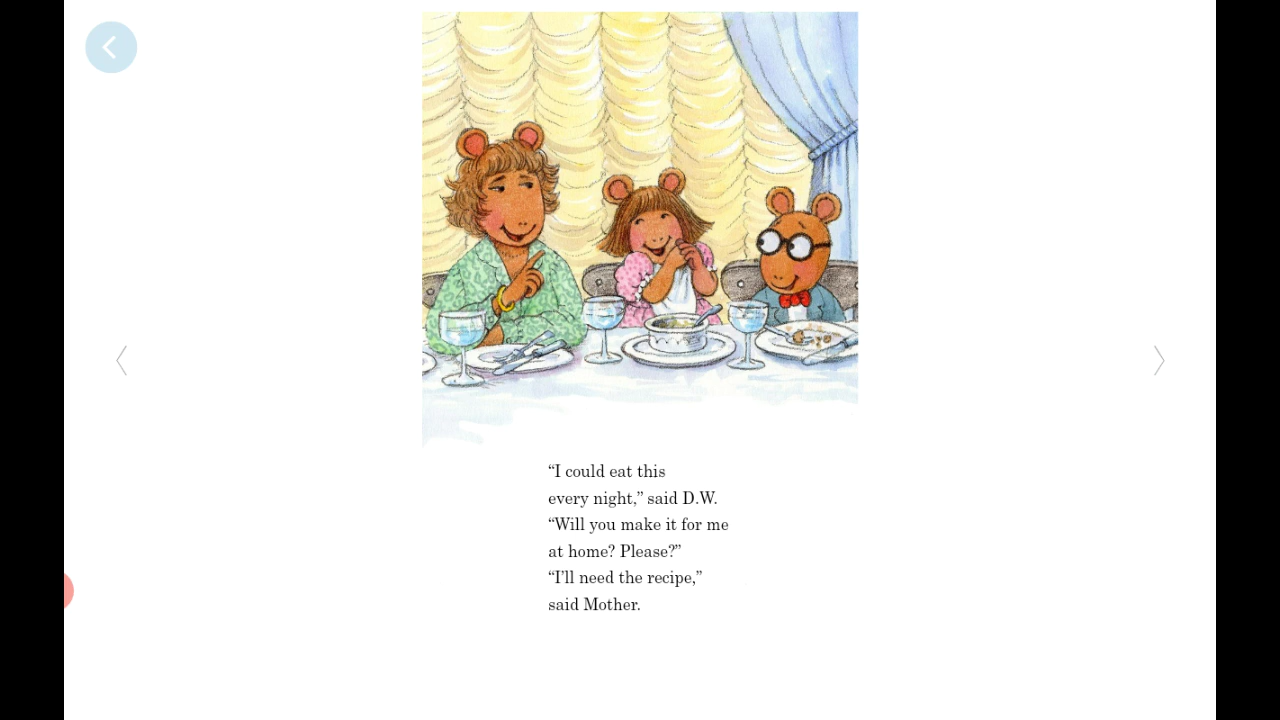 “I could eat this
every night,” said D.W.
“Will you make it for me
at home? Please?”
“I’ll need the recipe,”
said Mother.